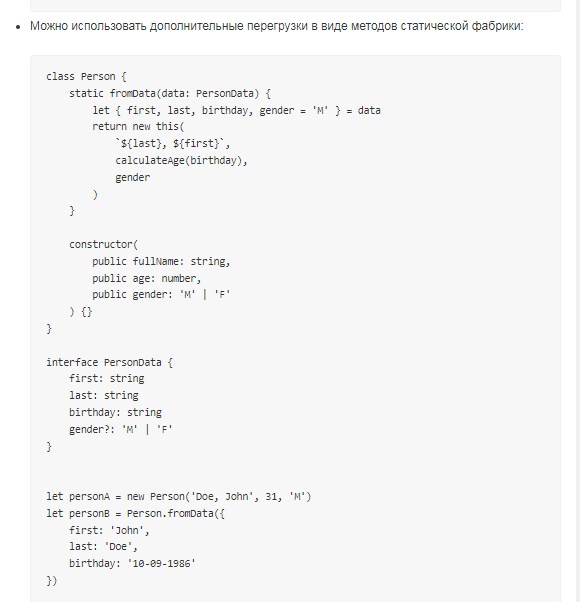 • Можно использовать дополнительные перегрузки в виде методов статической фабрики:
class Person {
    static fromData(data: PersonData) {
        let { first, last, birthday, gender = 'M' } = data
        return new this(
            `${last}, ${first}`,
            calculateAge(birthday),
            gender
        )
    }

    constructor(
        public fullName: string,
        public age: number,
        public gender: 'M' | 'F'
    ) {}
}

interface PersonData {
    first: string
    last: string
    birthday: string
    gender?: 'M' | 'F'
}


let personA = new Person('Doe, John', 31, 'M')
let personB = Person.fromData({
    first: 'John',
    last: 'Doe',
    birthday: '10-09-1986'
})